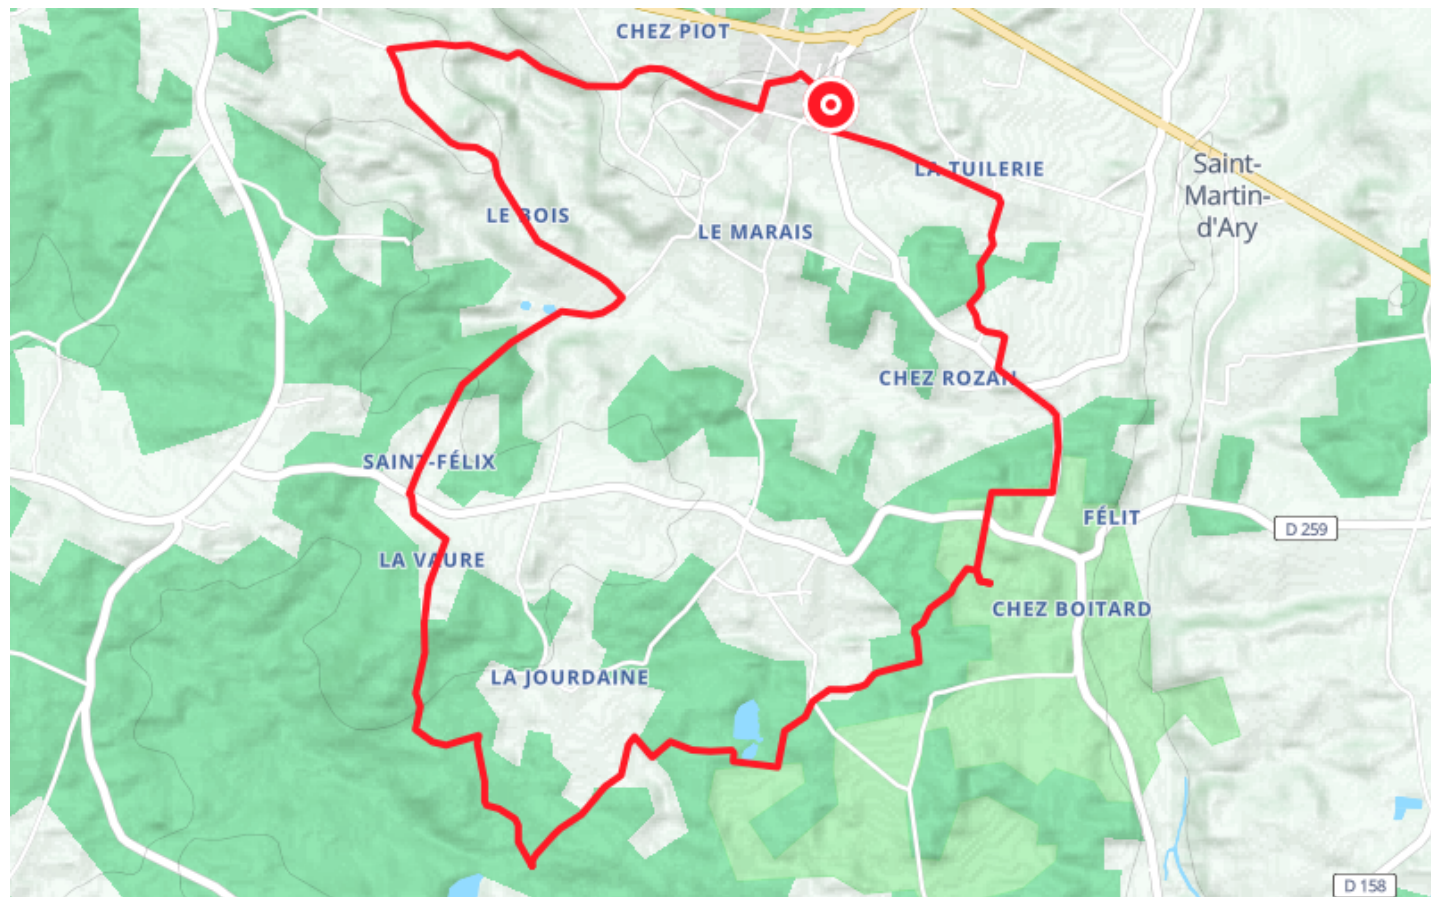 CHEZ PIOT
LA TUILERIE
Saint-
Martin-
d'Ary
LE BOIS
LE MARAIS
CHEZ ROZAN
SAINT-FÉLIX
FÉLIT
D 259
LA VAURE
CHEZ BOITARD
LA JOURDAINE
D 158